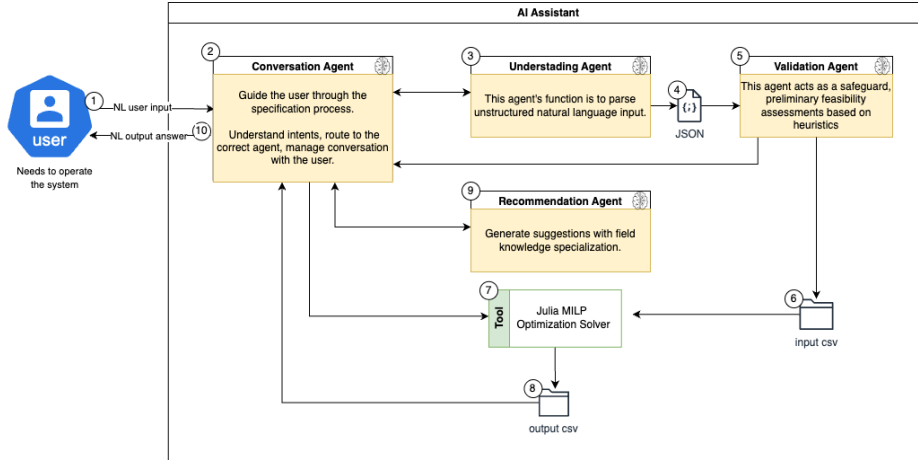 AI Assistant
2
Conversation Agent
Guide the user through the
specification process.
Understand intents, route to the
correct agent, manage conversation
with the user.
3
Understading Agent
This agent's function is to parse
unstructured natural language input.
4
{;}
JSON
5
Validation Agent
This agent acts as a safeguard,
preliminary feasibility
assessments based on
heuristics
1
NL user input
10
NL output answer
user
Needs to operate
the system
9
Recommendation Agent
Generate suggestions with field
knowledge specialization.
7
Tool
Julia MILP
Optimization Solver
6
input csv
8
output csv